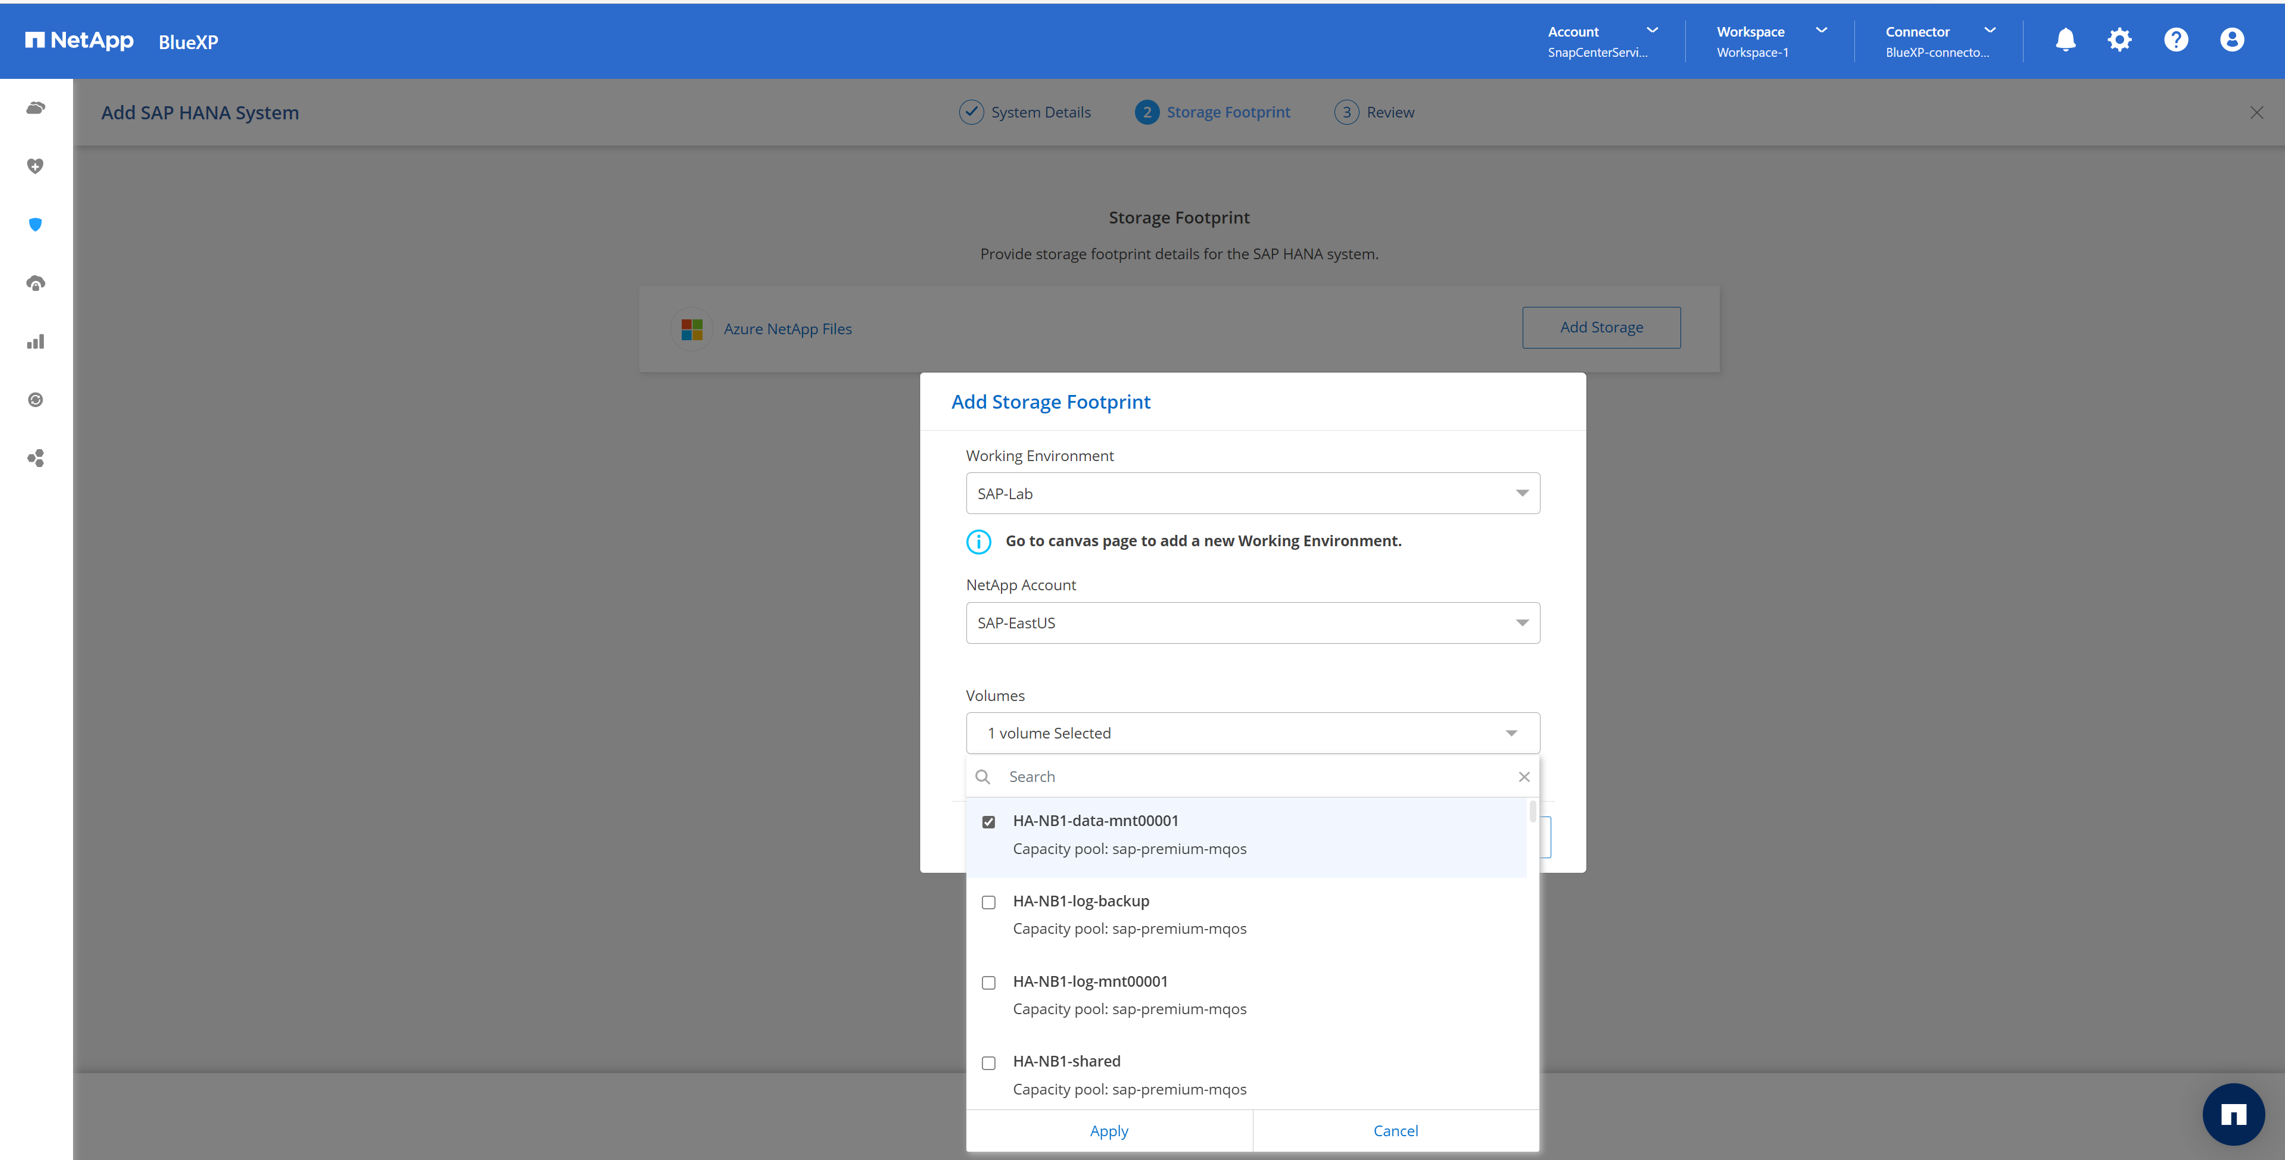 NetApp BlueXP
Account
SnapCenterServi...
Workspace
Workspace-1
Connector
BlueXP-connecto...
Add SAP HANA System
System Details
2 Storage Footprint
3 Review
Storage Footprint
Provide storage footprint details for the SAP HANA system.
Azure NetApp Files
Add Storage
Add Storage Footprint
Working Environment
SAP-Lab
Go to canvas page to add a new Working Environment.
NetApp Account
SAP-EastUS
Volumes
1 volume Selected
Search
HA-NB1-data-mnt00001
Capacity pool: sap-premium-mqos
HA-NB1-log-backup
Capacity pool: sap-premium-mqos
HA-NB1-log-mnt00001
Capacity pool: sap-premium-mqos
HA-NB1-shared
Capacity pool: sap-premium-mqos
Apply
Cancel